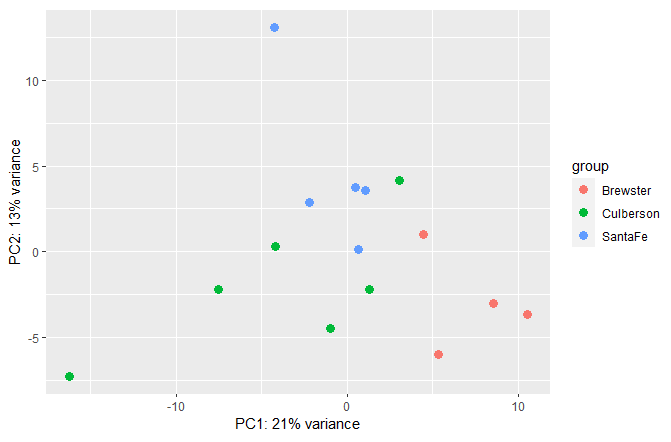 10
5
0
-5
PC2: 13% variance
-10
0
10
PC1: 21% variance
group
Brewster
Culberson
SantaFe